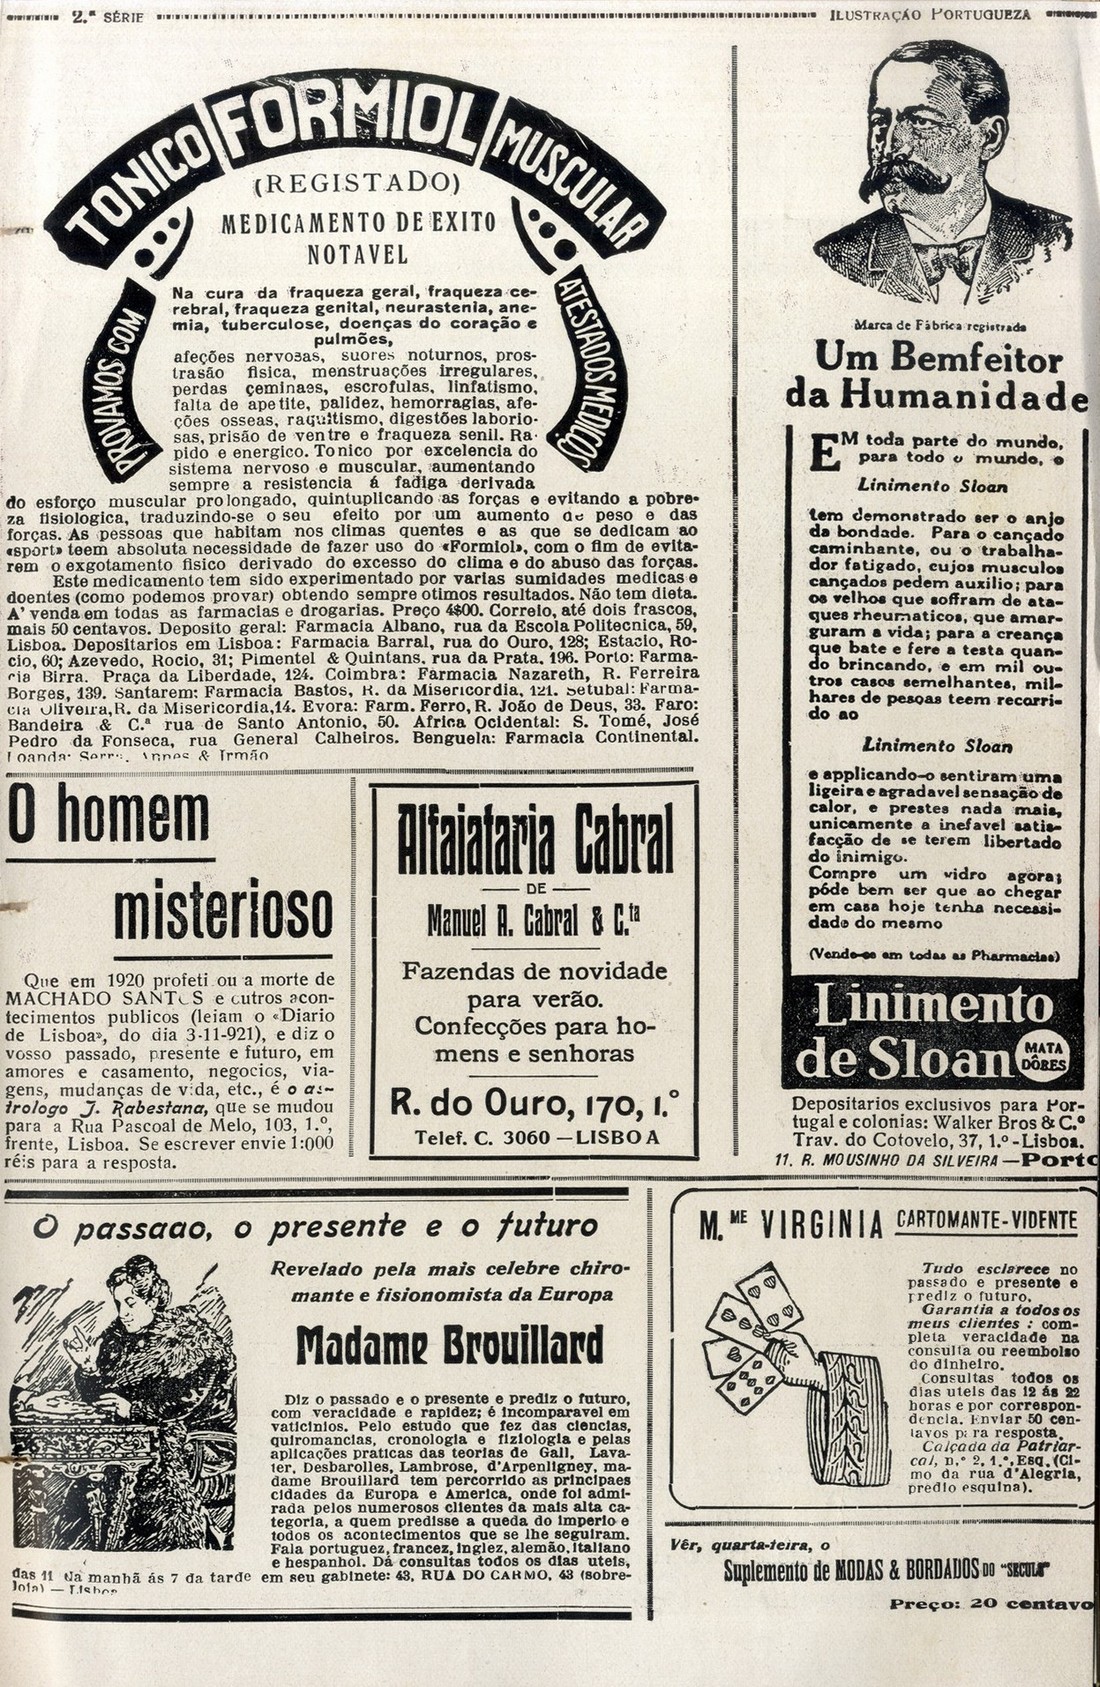 2.ª SÉRIE
ILUSTRAÇÃO PORTUGUEZA
TONICO FORMIOL MUSCULAR
(REGISTADO)
MEDICAMENTO DE EXITO
NOTAVEL
PROVAMOS COM
ATESTADOS MEDICOS
Na cura da fraqueza geral, fraqueza ce-
rebral, fraqueza genital, neurastenia, ane-
mia, tuberculose, doenças do coração e
pulmões,
afeções nervosas, suores noturnos, pros-
trasão fisica, menstruações irregulares,
perdas çeminaes, escrofulas, linfatismo,
falta de apetite, palidez, hemorragias, afe-
ções osseas, raquitismo, digestões laborio-
sas, prisão de ventre e fraqueza senil. Ra-
pido e energico. Tonico por excelencia do
sistema nervoso e muscular, aumentando
sempre a resistencia á fadiga derivada
do esforço muscular prolongado, quintuplicando as forças e evitando a pobre-
za fisiologica, traduzindo-se o seu efeito por um aumento de peso e das
forças. As pessoas que habitam nos climas quentes e as que se dedicam ao
«sport» teem absoluta necessidade de fazer uso do «Formiol», com o fim de evita-
rem o exgotamento fisico derivado do excesso do clima e do abuso das forças.
Este medicamento tem sido experimentado por varias sumidades medicas e
doentes (como podemos provar) obtendo sempre otimos resultados. Não tem dieta.
A' venda em todas as farmacias e drogarias. Preço 4$00. Correio, até dois frascos,
mais 50 centavos. Deposito geral: Farmacia Albano, rua da Escola Politecnica, 59,
Lisboa. Depositarios em Lisboa: Farmacia Barral, rua do Ouro, 128; Estacio, Ro-
cio, 60; Azevedo, Rocio, 31; Pimentel & Quintans, rua da Prata, 196. Porto: Farma-
cia Birra. Praça da Liberdade, 124. Coimbra: Farmacia Nazareth, R. Ferreira
Borges, 139. Santarem: Farmacia Bastos, R. da Misericordia, 121. Setubal: Farma-
cia Oliveira, R. da Misericordia, 14. Evora: Farm. Ferro, R. João de Deus, 33. Faro:
Bandeira & C.ª rua de Santo Antonio, 50. Africa Ocidental: S. Tomé, José
Pedro da Fonseca, rua General Calheiros. Benguela: Farmacia Continental.
Loanda: Serra, & Irmão
Marca de Fábrica registrada
Um Bemfeitor
da Humanidade
EM toda parte do mundo,
para todo o mundo, o
Linimento Sloan
tem demonstrado ser o anjo
da bondade. Para o cançado
caminhante, ou o trabalha-
dor fatigado, cujos musculos
cançados pedem auxilio; para
os velhos que soffram de ata-
ques rheumaticos, que amar-
guram a vida; para a creança
que bate e fere a testa quan-
do brincando, e em mil ou-
tros casos semelhantes, mil-
hares de pesoas teem recorri-
do ao
Linimento Sloan
e applicando-o sentiram uma
ligeira e agradavel sensação de
calor, e prestes nada mais,
unicamente a inefavel satis-
facção de se terem libertado
do inimigo.
Compre um vidro agora;
póde bem ser que ao chegar
em casa hoje tenha necessi-
dade do mesmo
(Vende-se em todas as Pharmacias)
Linimento
de Sloan
MATA
DÔRES
Depositarios exclusivos para Por-
tugal e colonias: Walker Bros & C.º
Trav. do Cotovelo, 37, 1.º - Lisboa.
11. R. MOUSINHO DA SILVEIRA — Porto
O homem
misterioso
Que em 1920 profetisou a morte de
MACHADO SANTOS e outros acon-
tecimentos publicos (leiam o «Diario
de Lisboa», do dia 3-11-921), e diz o
vosso passado, presente e futuro, em
amores e casamento, negocios, via-
gens, mudanças de vida, etc., é o as-
trologo J. Rabestana, que se mudou
para a Rua Pascoal de Melo, 103, 1.º,
frente, Lisboa. Se escrever envie 1:000
réis para a resposta.
Alfaiataria Cabral
DE
Manuel A. Cabral & C.ta
Fazendas de novidade
para verão.
Confecções para ho-
mens e senhoras
R. do Ouro, 170, 1.º
Telef. C. 3060 — LISBOA
O passado, o presente e o futuro
Revelado pela mais celebre chiro-
mante e fisionomista da Europa
Madame Brouillard
Diz o passado e o presente e prediz o futuro,
com veracidade e rapidez; é incomparavel em
vaticinios. Pelo estudo que fez das ciencias,
quiromancias, cronologia e fiziologia e pelas
aplicações praticas das teorias de Gall, Lava-
ter, Desbarolles, Lambrose, d'Arpenligney, ma-
dame Brouillard tem percorrido as principaes
cidades da Europa e America, onde foi admi-
rada pelos numerosos clientes da mais alta ca-
tegoria, a quem predisse a queda do imperio e
todos os acontecimentos que se lhe seguiram.
Fala portuguez, francez, inglez, alemão, italiano
e hespanhol. Dá consultas todos os dias uteis,
das 11 da manhã ás 7 da tarde em seu gabinete: 43, RUA DO CARMO, 43 (sobre-
loja) — Lisboa
M.ME VIRGINIA CARTOMANTE-VIDENTE
Tudo esclarece no
passado e presente e
prediz o futuro.
Garantia a todos os
meus clientes: com-
pleta veracidade na
consulta ou reembolso
do dinheiro.
Consultas todos os
dias uteis das 12 ás 22
horas e por correspon-
dencia. Enviar 50 cen-
tavos para resposta.
Calçada da Patriar-
cal, n.º 2, 1.º, Esq. (Ci-
mo da rua d'Alegria,
predio esquina).
Vêr, quarta-feira, o
Suplemento de MODAS & BORDADOS DO "SECULO"
Preço: 20 centavo